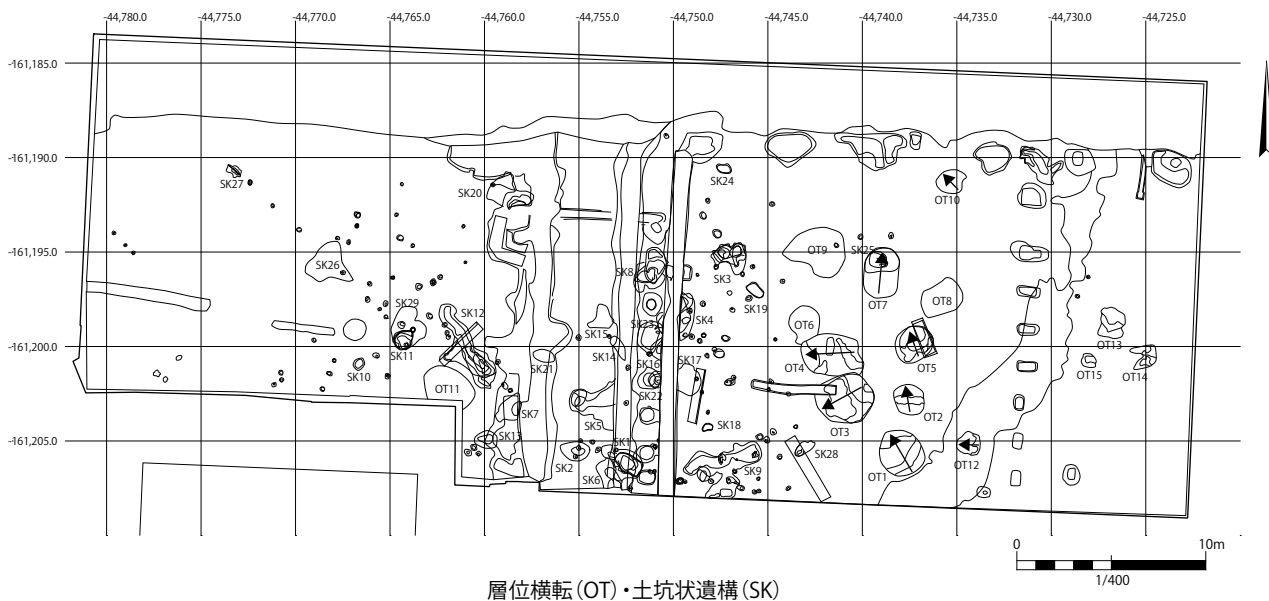 -44,780.0 -44,775.0 -44,770.0 -44,765.0 -44,760.0 -44,755.0 -44,750.0 -44,745.0 -44,740.0 -44,735.0 -44,730.0 -44,725.0
-161,185.0
-161,190.0
SK27
SK20
SK24
OT10
-161,195.0
SK26
SK8
SK3
OT9
SK25
SK29
SK12
SK19
OT7
OT8
SK15
SK23
SK4
OT6
-161,200.0
SK11
SK10
SK14
SK21
SK16
SK17
OT4
OT5
OT13
OT15
OT14
OT11
SK22
SK7
SK5
SK18
OT3
OT2
-161,205.0
SK13
SK1
SK2
SK6
SK9
SK28
OT1
OT12
0 10m
1/400
層位横転(OT)・土坑状遺構(SK)